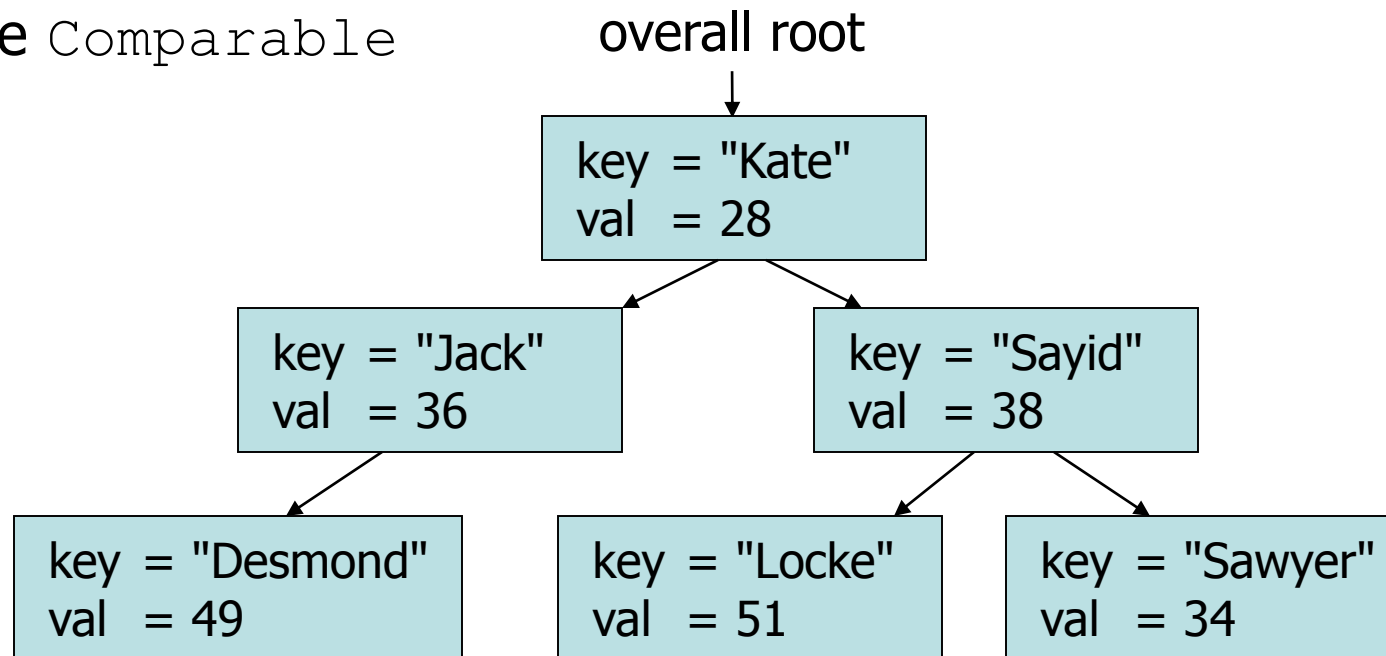 e Comparable
overall root
key = "Kate"
val = 28
key = "Jack"
val = 36
key = "Sayid"
val = 38
key = "Desmond"
val = 49
key = "Locke"
val = 51
key = "Sawyer"
val = 34